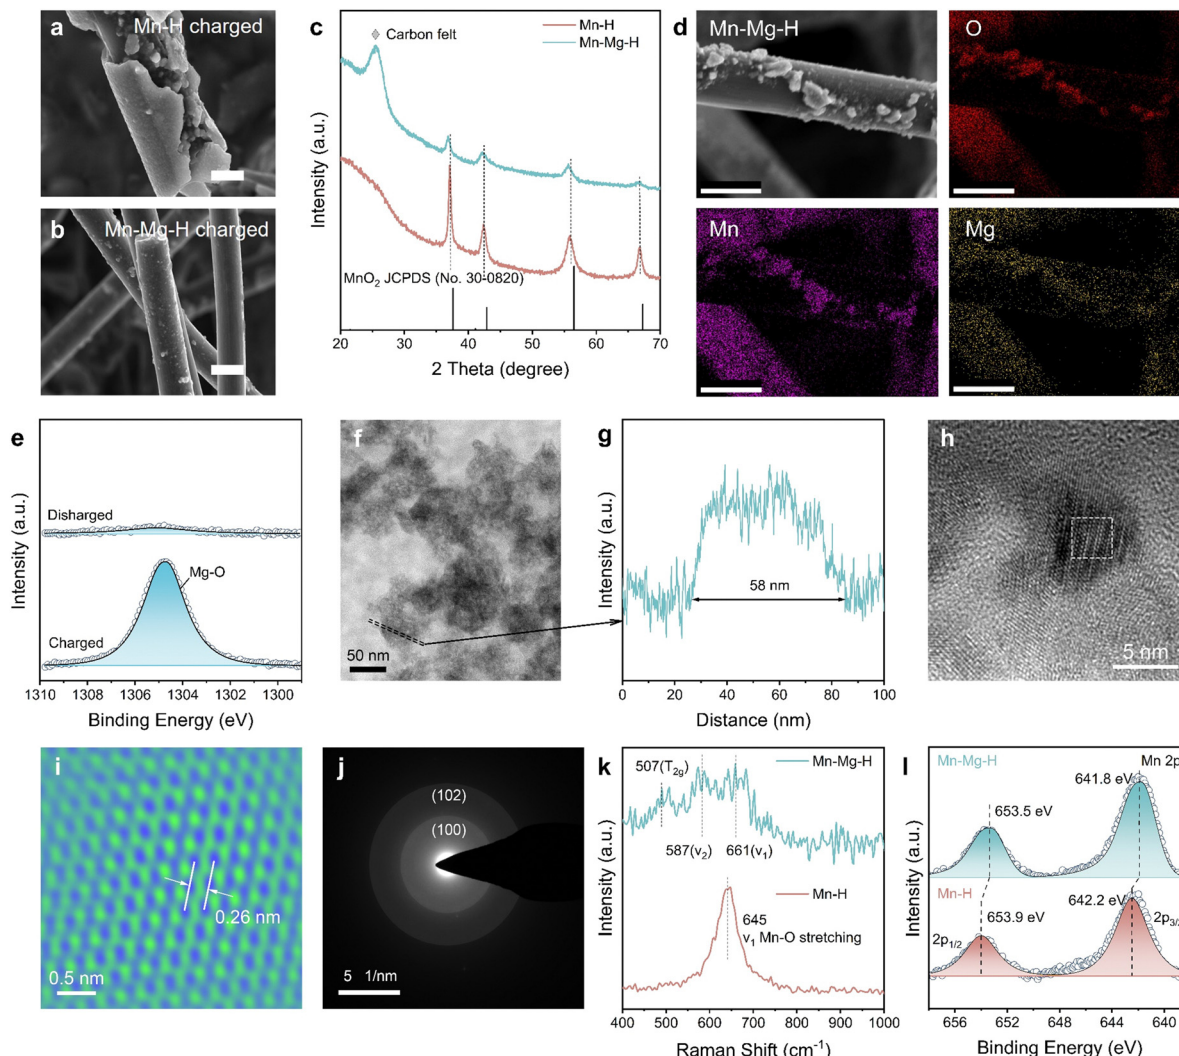 a
Mn-H charged
b
Mn-Mg-H charged
c
Mn-H
Mn-Mg-H
Carbon felt
MnO₂ JCPDS (No. 30-0820)
Intensity (a.u.)
20 30 40 50 60 70
2 Theta (degree)
d
Mn-Mg-H
O
Mn
Mg
e
Disharged
Mg-O
Charged
Intensity (a.u.)
1310 1308 1306 1304 1302 1300
Binding Energy (eV)
f
50 nm
g
58 nm
Intensity (a.u.)
0 20 40 60 80 100
Distance (nm)
h
5 nm
i
0.26 nm
0.5 nm
j
(102)
(100)
5 1/nm
k
507(T₂g)
Mn-Mg-H
587(ν₂)
661(ν₁)
Mn-H
645
ν₁ Mn-O stretching
Intensity (a.u.)
400 500 600 700 800 900 1000
Raman Shift (cm⁻¹)
l
Mn-Mg-H
Mn 2p
641.8 eV
653.5 eV
Mn-H
642.2 eV
653.9 eV
2p₁/₂
2p₃/₂
Intensity (a.u.)
656 652 648 644 640
Binding Energy (eV)